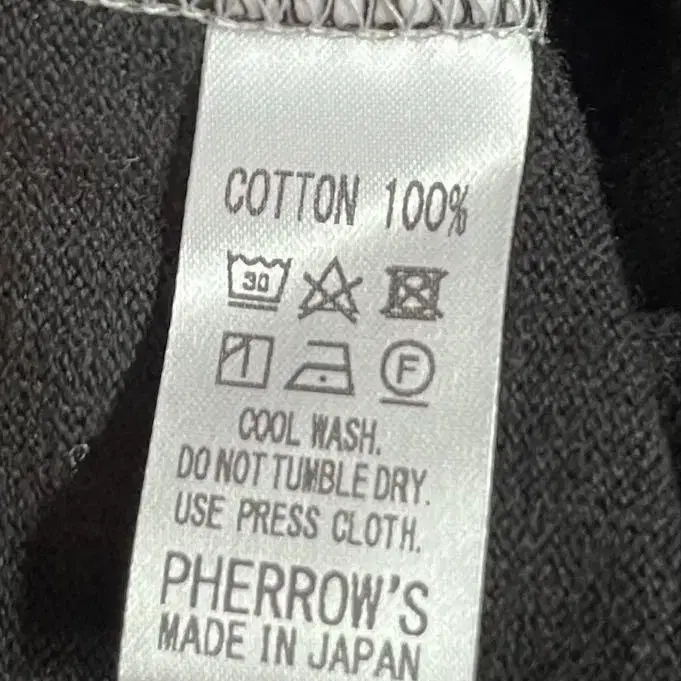 COTTON 100%
30
F
COOL WASH.
DO NOT TUMBLE DRY.
USE PRESS CLOTH.
PHERROW'S
MADE IN JAPAN